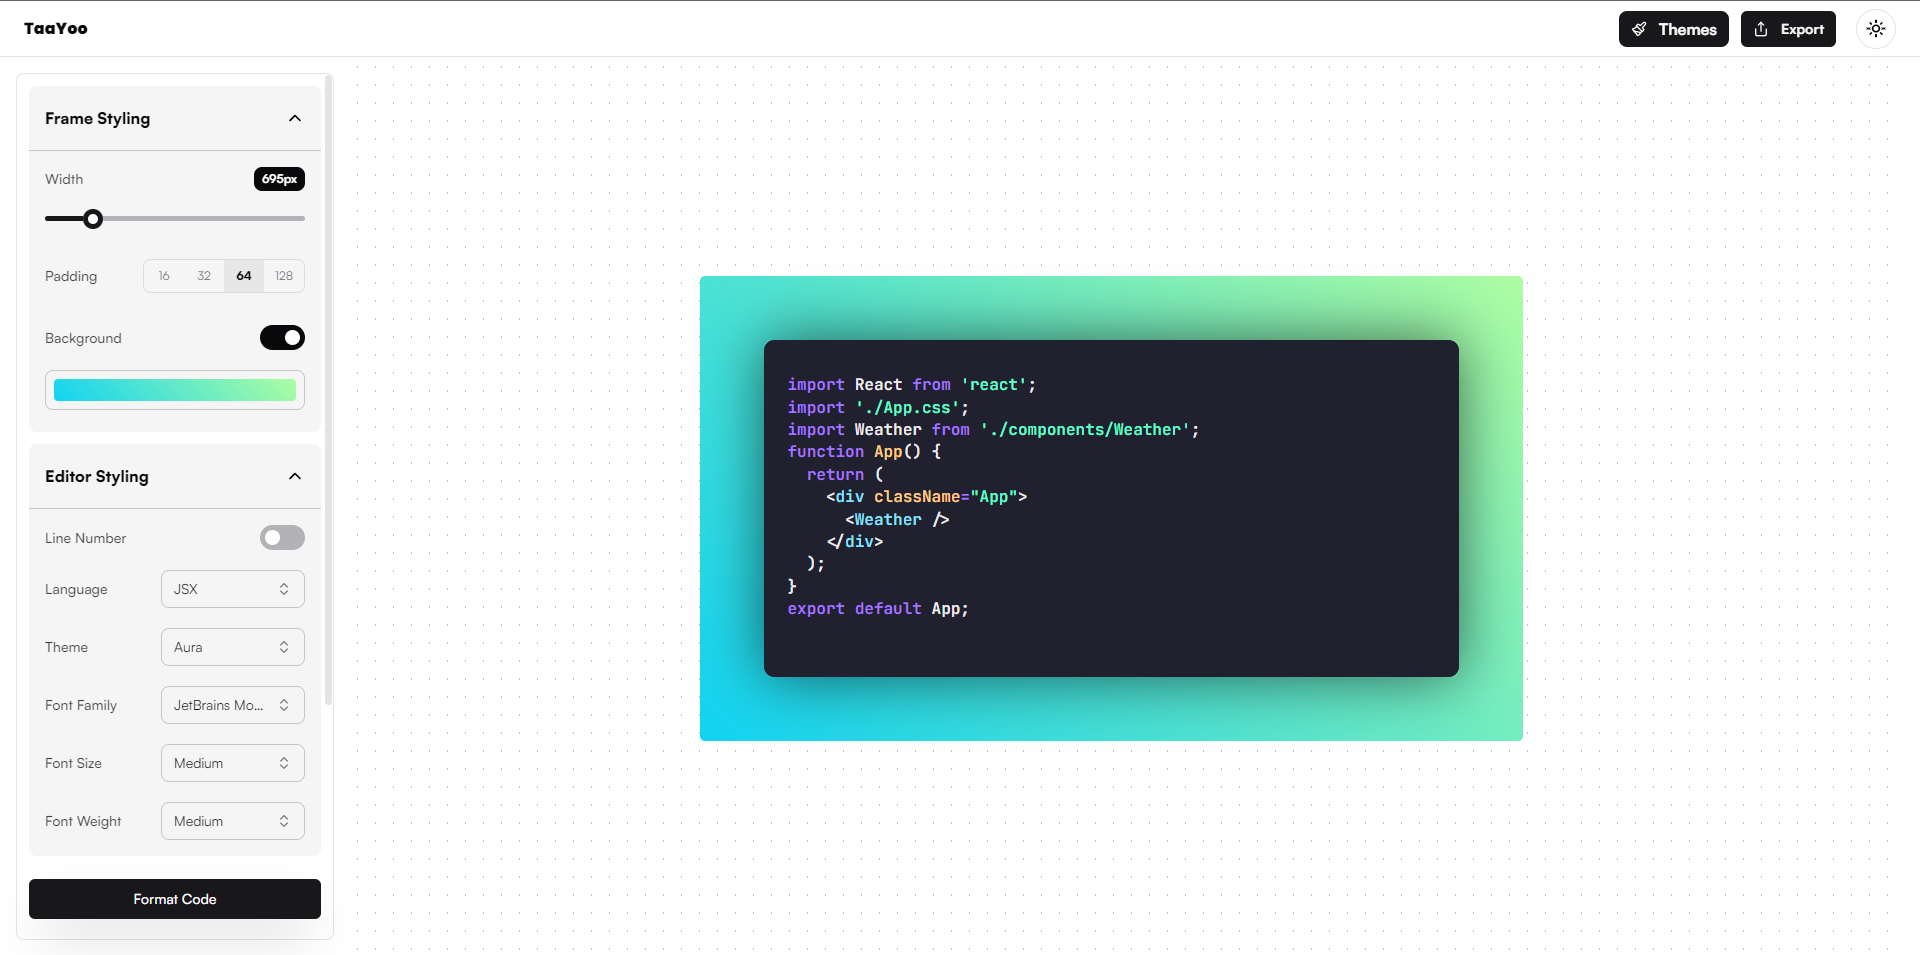 TaaYoo
Themes
Export
Frame Styling
Width
695px
Padding
16
32
64
128
Background
Editor Styling
Line Number
Language
JSX
Theme
Aura
Font Family
JetBrains Mo...
Font Size
Medium
Font Weight
Medium
Format Code
import React from 'react';
import './App.css';
import Weather from './components/Weather';
function App() {
  return (
    <div className="App">
      <Weather />
    </div>
  );
}
export default App;